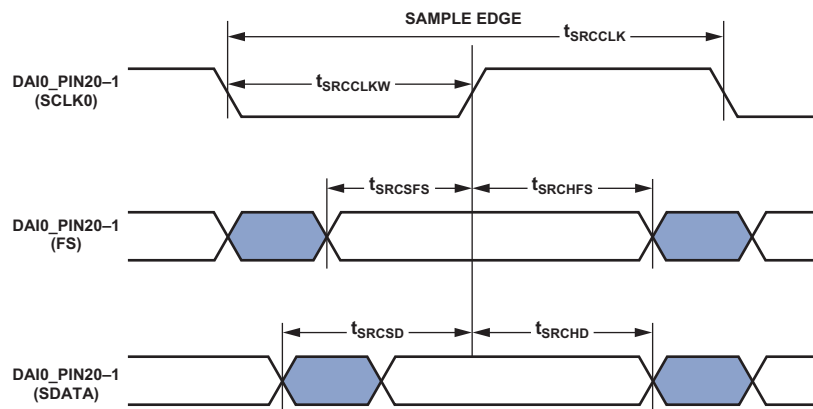 SAMPLE EDGE
tSRCCLK
DAI0_PIN20–1
(SCLK0)
tSRCCLKW
DAI0_PIN20–1
(FS)
tSRCSFS
tSRCHFS
DAI0_PIN20–1
(SDATA)
tSRCSD
tSRCHD